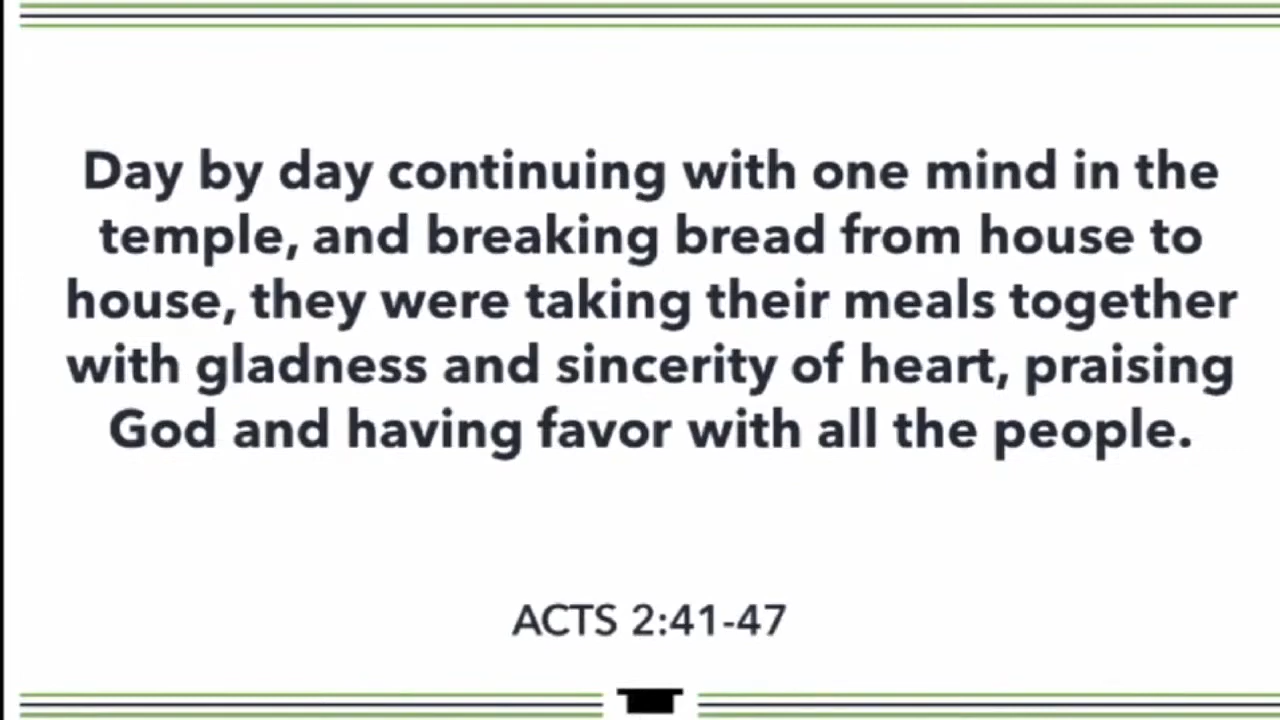 Day by day continuing with one mind in the
temple, and breaking bread from house to
house, they were taking their meals together
with gladness and sincerity of heart, praising
God and having favor with all the people.
ACTS 2:41-47